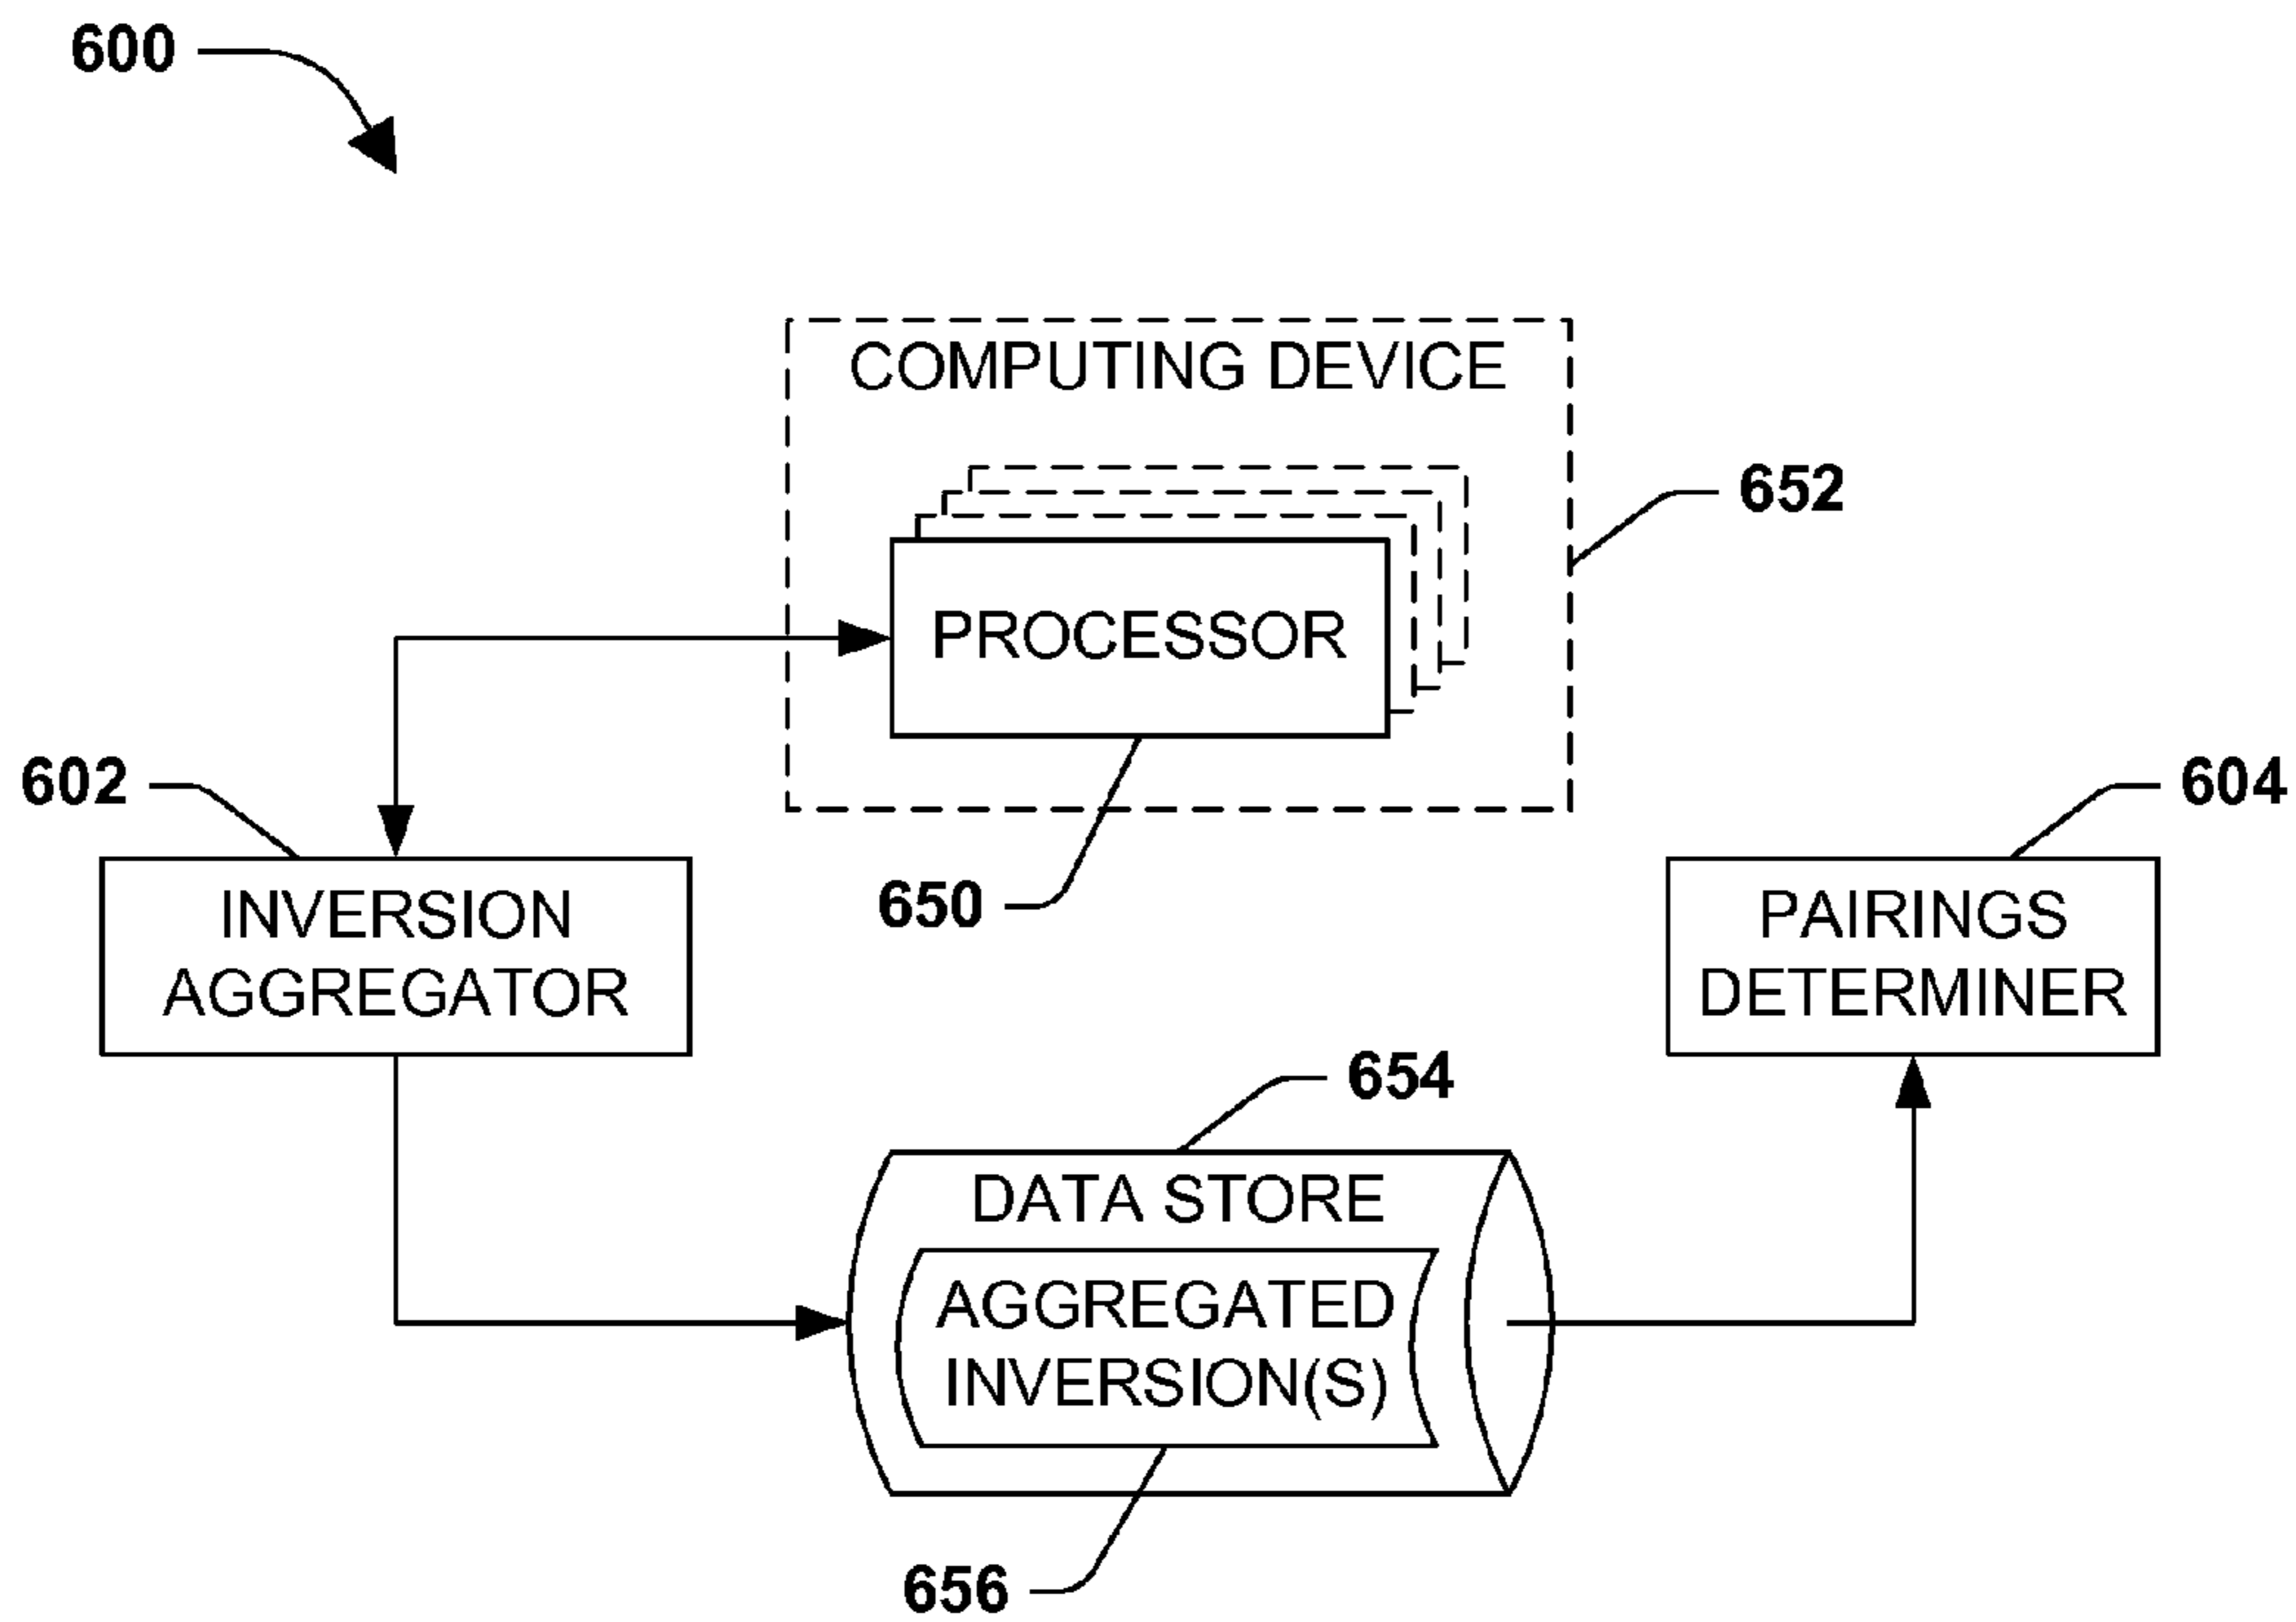 600
COMPUTING DEVICE
652
PROCESSOR
602
604
650
INVERSION
AGGREGATOR
PAIRINGS
DETERMINER
654
DATA STORE
AGGREGATED
INVERSION(S)
656